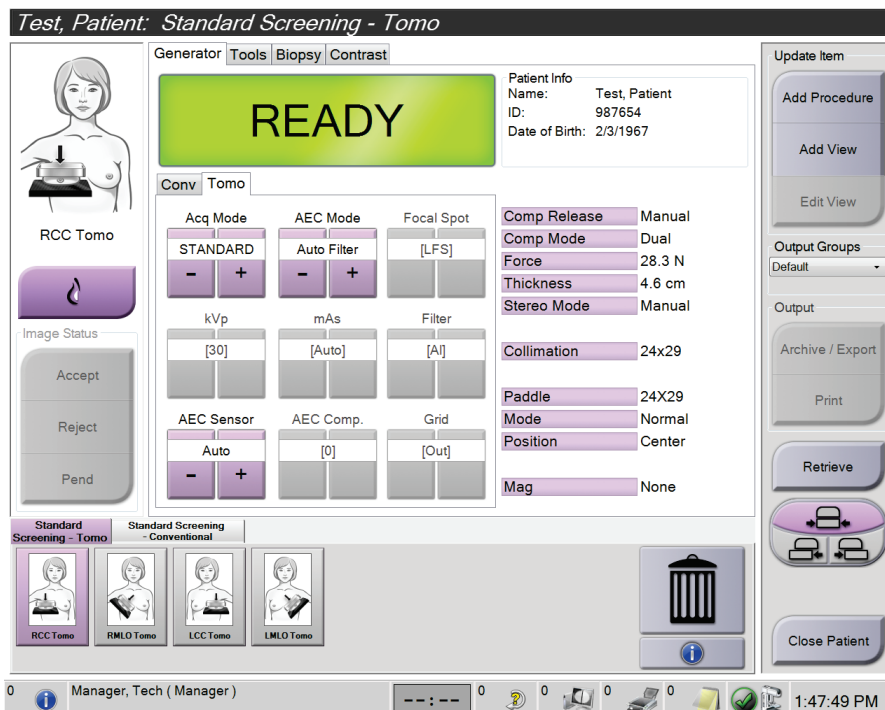 Test, Patient: Standard Screening - Tomo
Generator Tools Biopsy Contrast
READY
Patient Info
Name: Test, Patient
ID: 987654
Date of Birth: 2/3/1967
RCC Tomo
Image Status
Accept
Reject
Pend
Conv Tomo
Acq Mode AEC Mode Focal Spot
STANDARD Auto Filter [LFS]
- + - +
kVp mAs Filter
[30] [Auto] [Al]
AEC Sensor AEC Comp. Grid
Auto [0] [Out]
- +
Comp Release Manual
Comp Mode Dual
Force 28.3 N
Thickness 4.6 cm
Stereo Mode Manual
Collimation 24x29
Paddle 24X29
Mode Normal
Position Center
Mag None
Update Item
Add Procedure
Add View
Edit View
Output Groups
Default
Output
Archive / Export
Print
Retrieve
Close Patient
Standard
Screening - Tomo
Standard Screening
- Conventional
RCC Tomo RMLO Tomo LCC Tomo LMLO Tomo
0 Manager, Tech ( Manager ) --:-- 0 0 0 0 1:47:49 PM